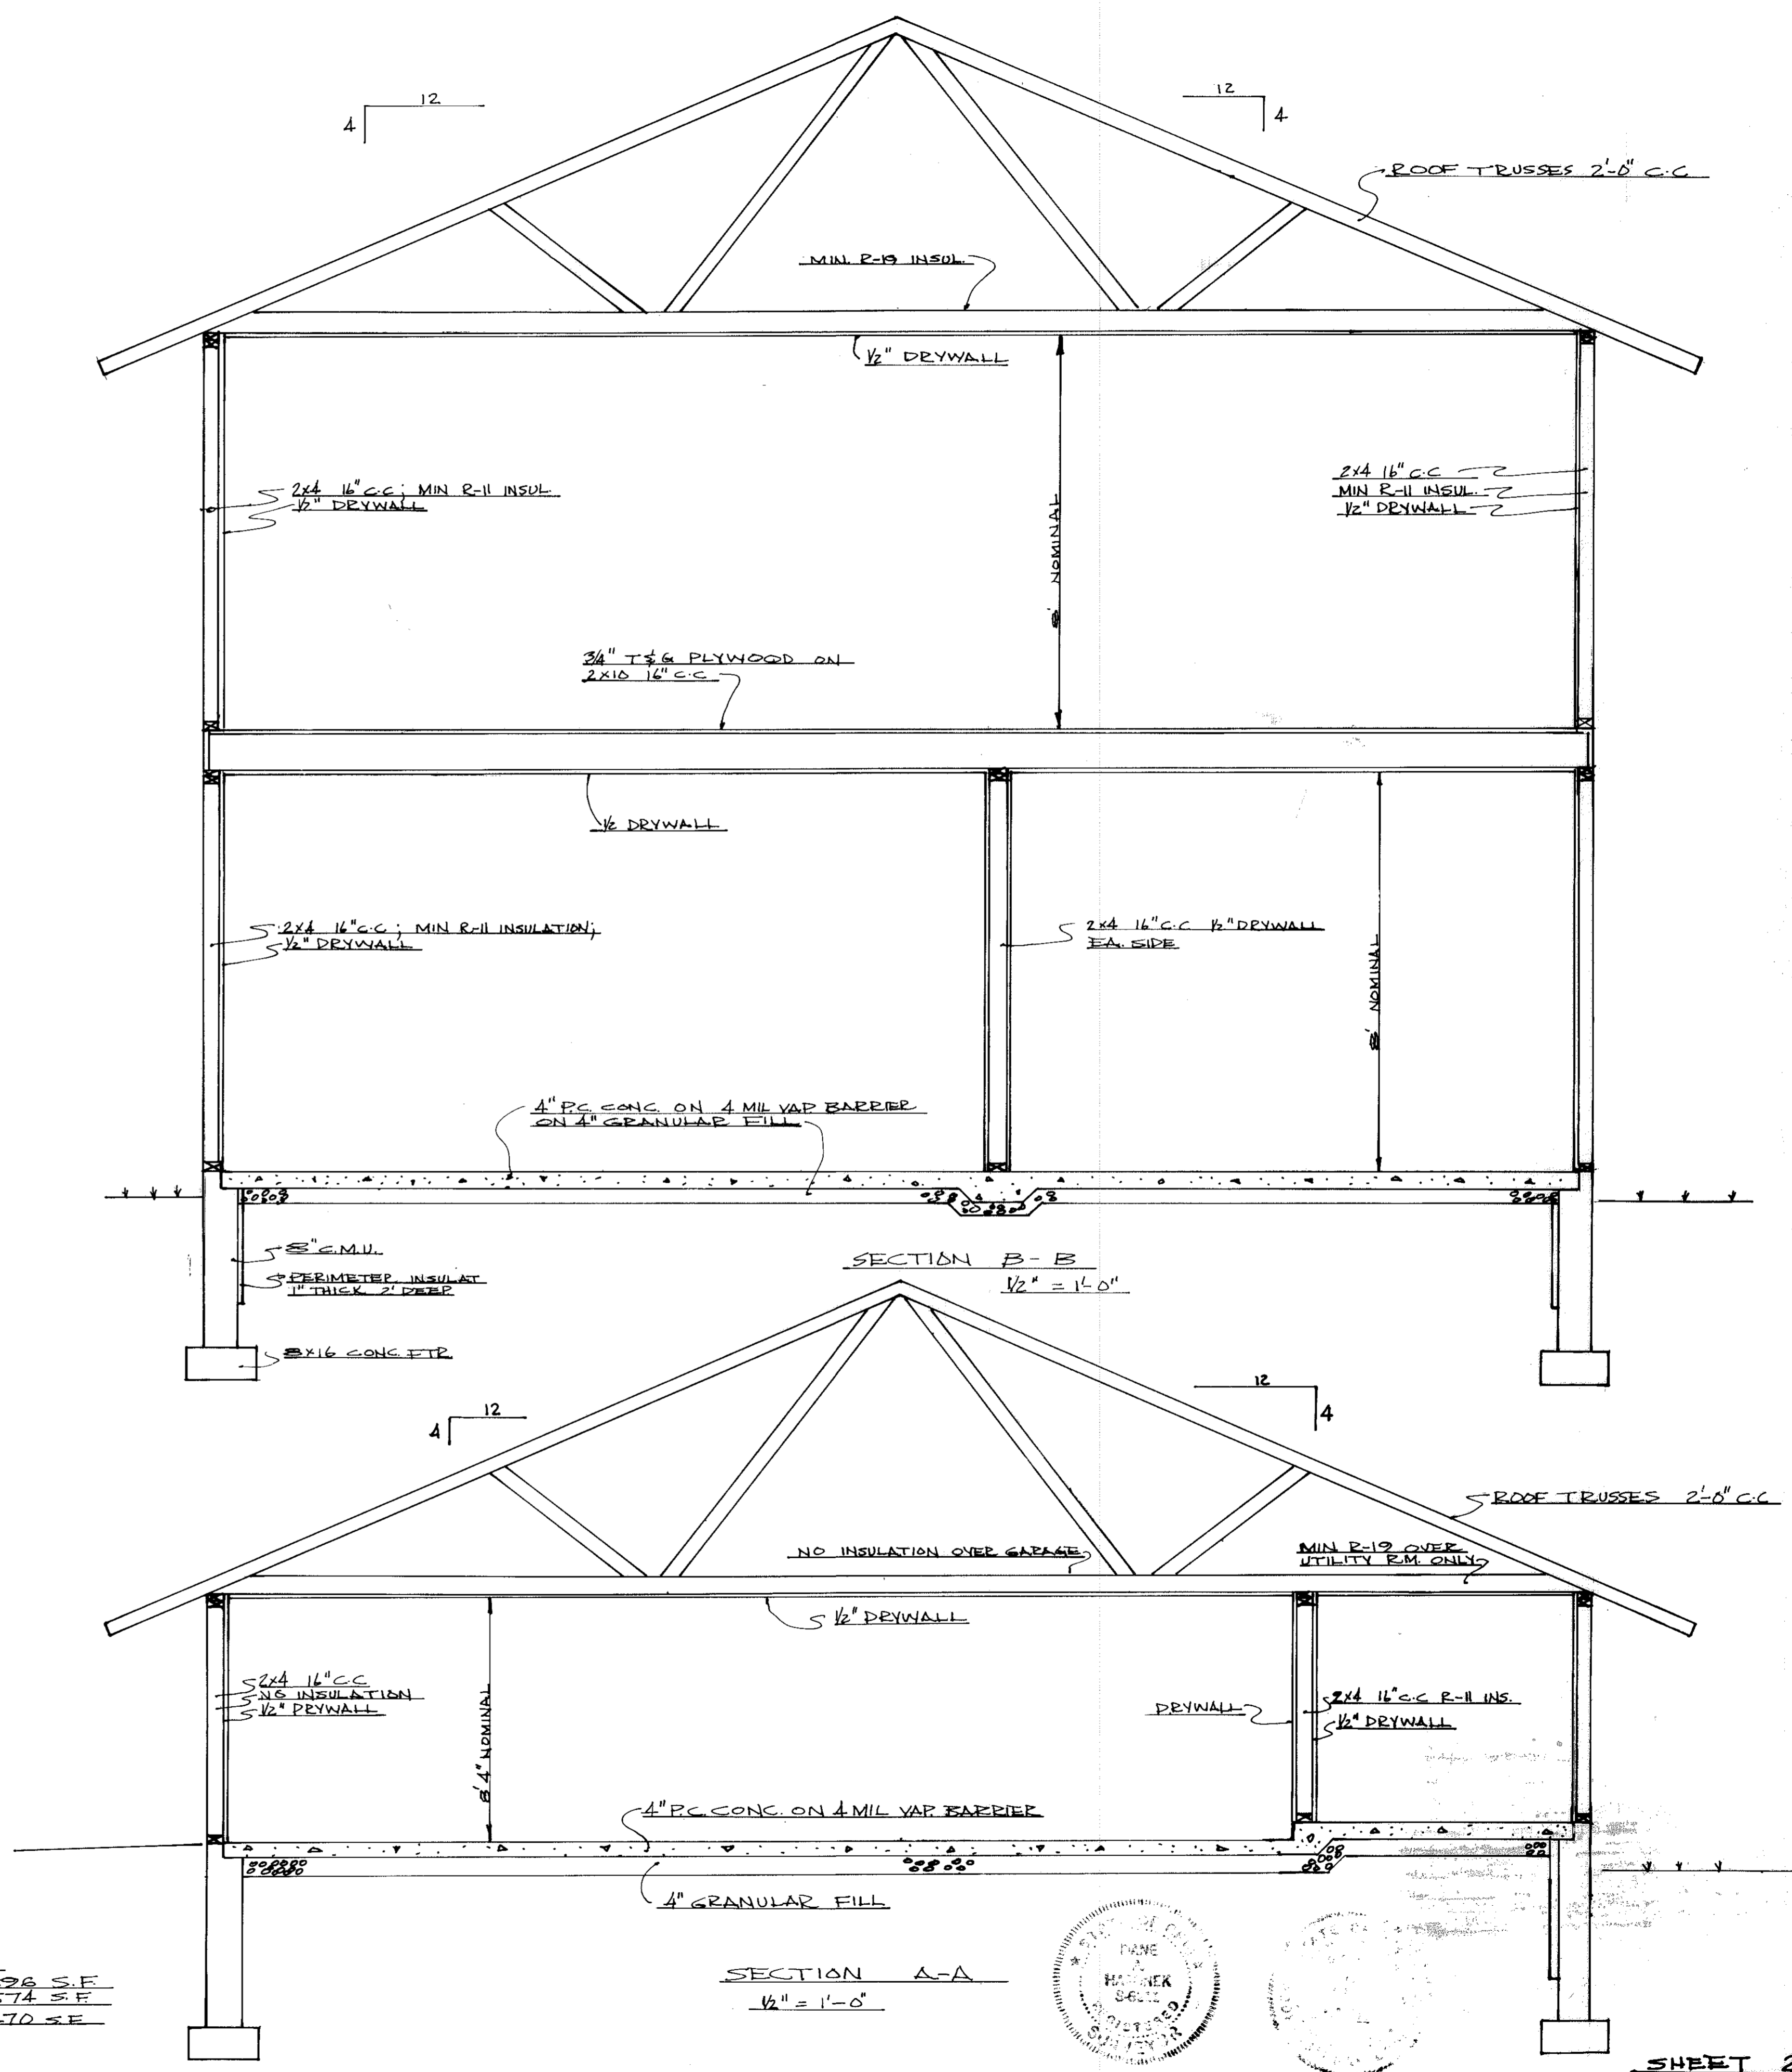 12
4
12
4
ROOF TRUSSES 2'-0" C.C
MIN. R-19 INSUL.
1/2" DRYWALL
2x4 16" C.C; MIN R-11 INSUL.
1/2" DRYWALL
2x4 16" C.C
MIN R-11 INSUL.
1/2" DRYWALL
8' NOMINAL
3/4" T&G PLYWOOD ON
2x10 16" C.C
1/2 DRYWALL
2x4 16" C.C; MIN R-11 INSULATION;
1/2" DRYWALL
2x4 16" C.C 1/2" DRYWALL
EA. SIDE
8' NOMINAL
4" P.C. CONC. ON 4 MIL VAP BARRIER
ON 4" GRANULAR FILL
8" C.M.U.
PERIMETER INSULAT
1" THICK 2' DEEP
8x16 CONC. FTR
SECTION B-B
1/2" = 1'-0"
12
4
12
4
ROOF TRUSSES 2'-0" C.C
NO INSULATION OVER GARAGE
MIN R-19 OVER
UTILITY RM. ONLY
1/2" DRYWALL
2x4 16" C.C
NO INSULATION
1/2" DRYWALL
8'4" NOMINAL
DRYWALL
2x4 16" C.C R-11 INS.
1/2" DRYWALL
4" P.C. CONC. ON 4 MIL VAP. BARRIER
4" GRANULAR FILL
SECTION A-A
1/2" = 1'-0"
96 S.F.
574 S.F.
70 S.F.
DANE
A
REGISTERED
SURVEYOR
SHEET 2